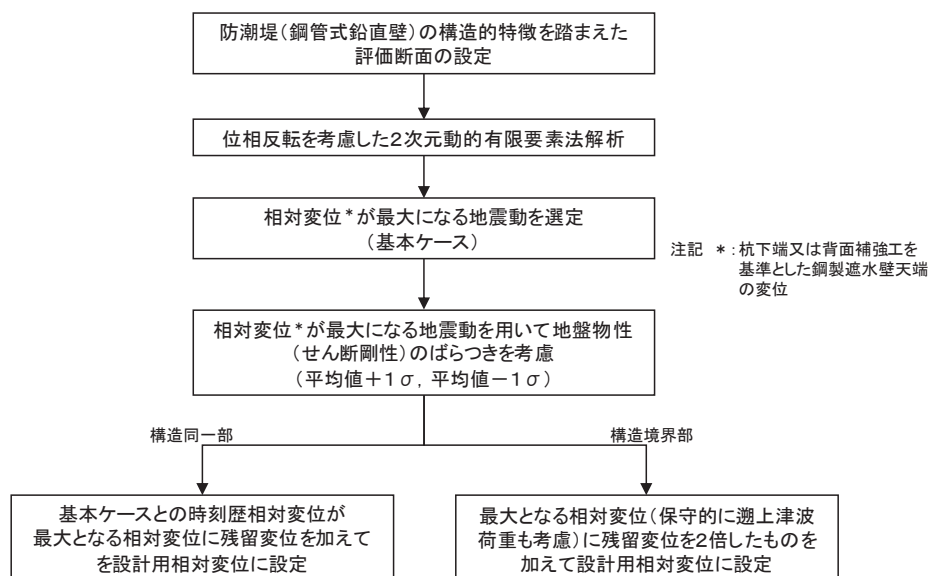 防潮堤(鋼管式鉛直壁)の構造的特徴を踏まえた
評価断面の設定
位相反転を考慮した2次元動的有限要素法解析
相対変位*が最大になる地震動を選定
(基本ケース)
注記 *:杭下端又は背面補強工を
基準とした鋼製遮水壁天端
の変位
相対変位*が最大になる地震動を用いて地盤物性
(せん断剛性)のばらつきを考慮
(平均値+1σ,平均値-1σ)
構造同一部
構造境界部
基本ケースとの時刻歴相対変位が
最大となる相対変位に残留変位を加えて
を設計用相対変位に設定
最大となる相対変位(保守的に遡上津波
荷重も考慮)に残留変位を2倍したものを
加えて設計用相対変位に設定